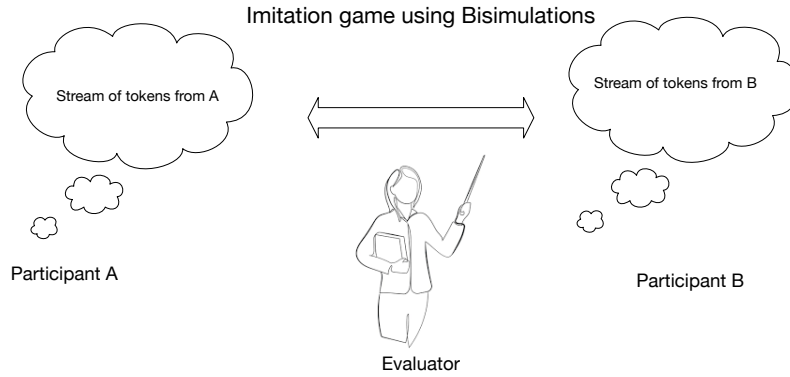 Imitation game using Bisimulations
Stream of tokens from A
Stream of tokens from B
Participant A
Participant B
Evaluator